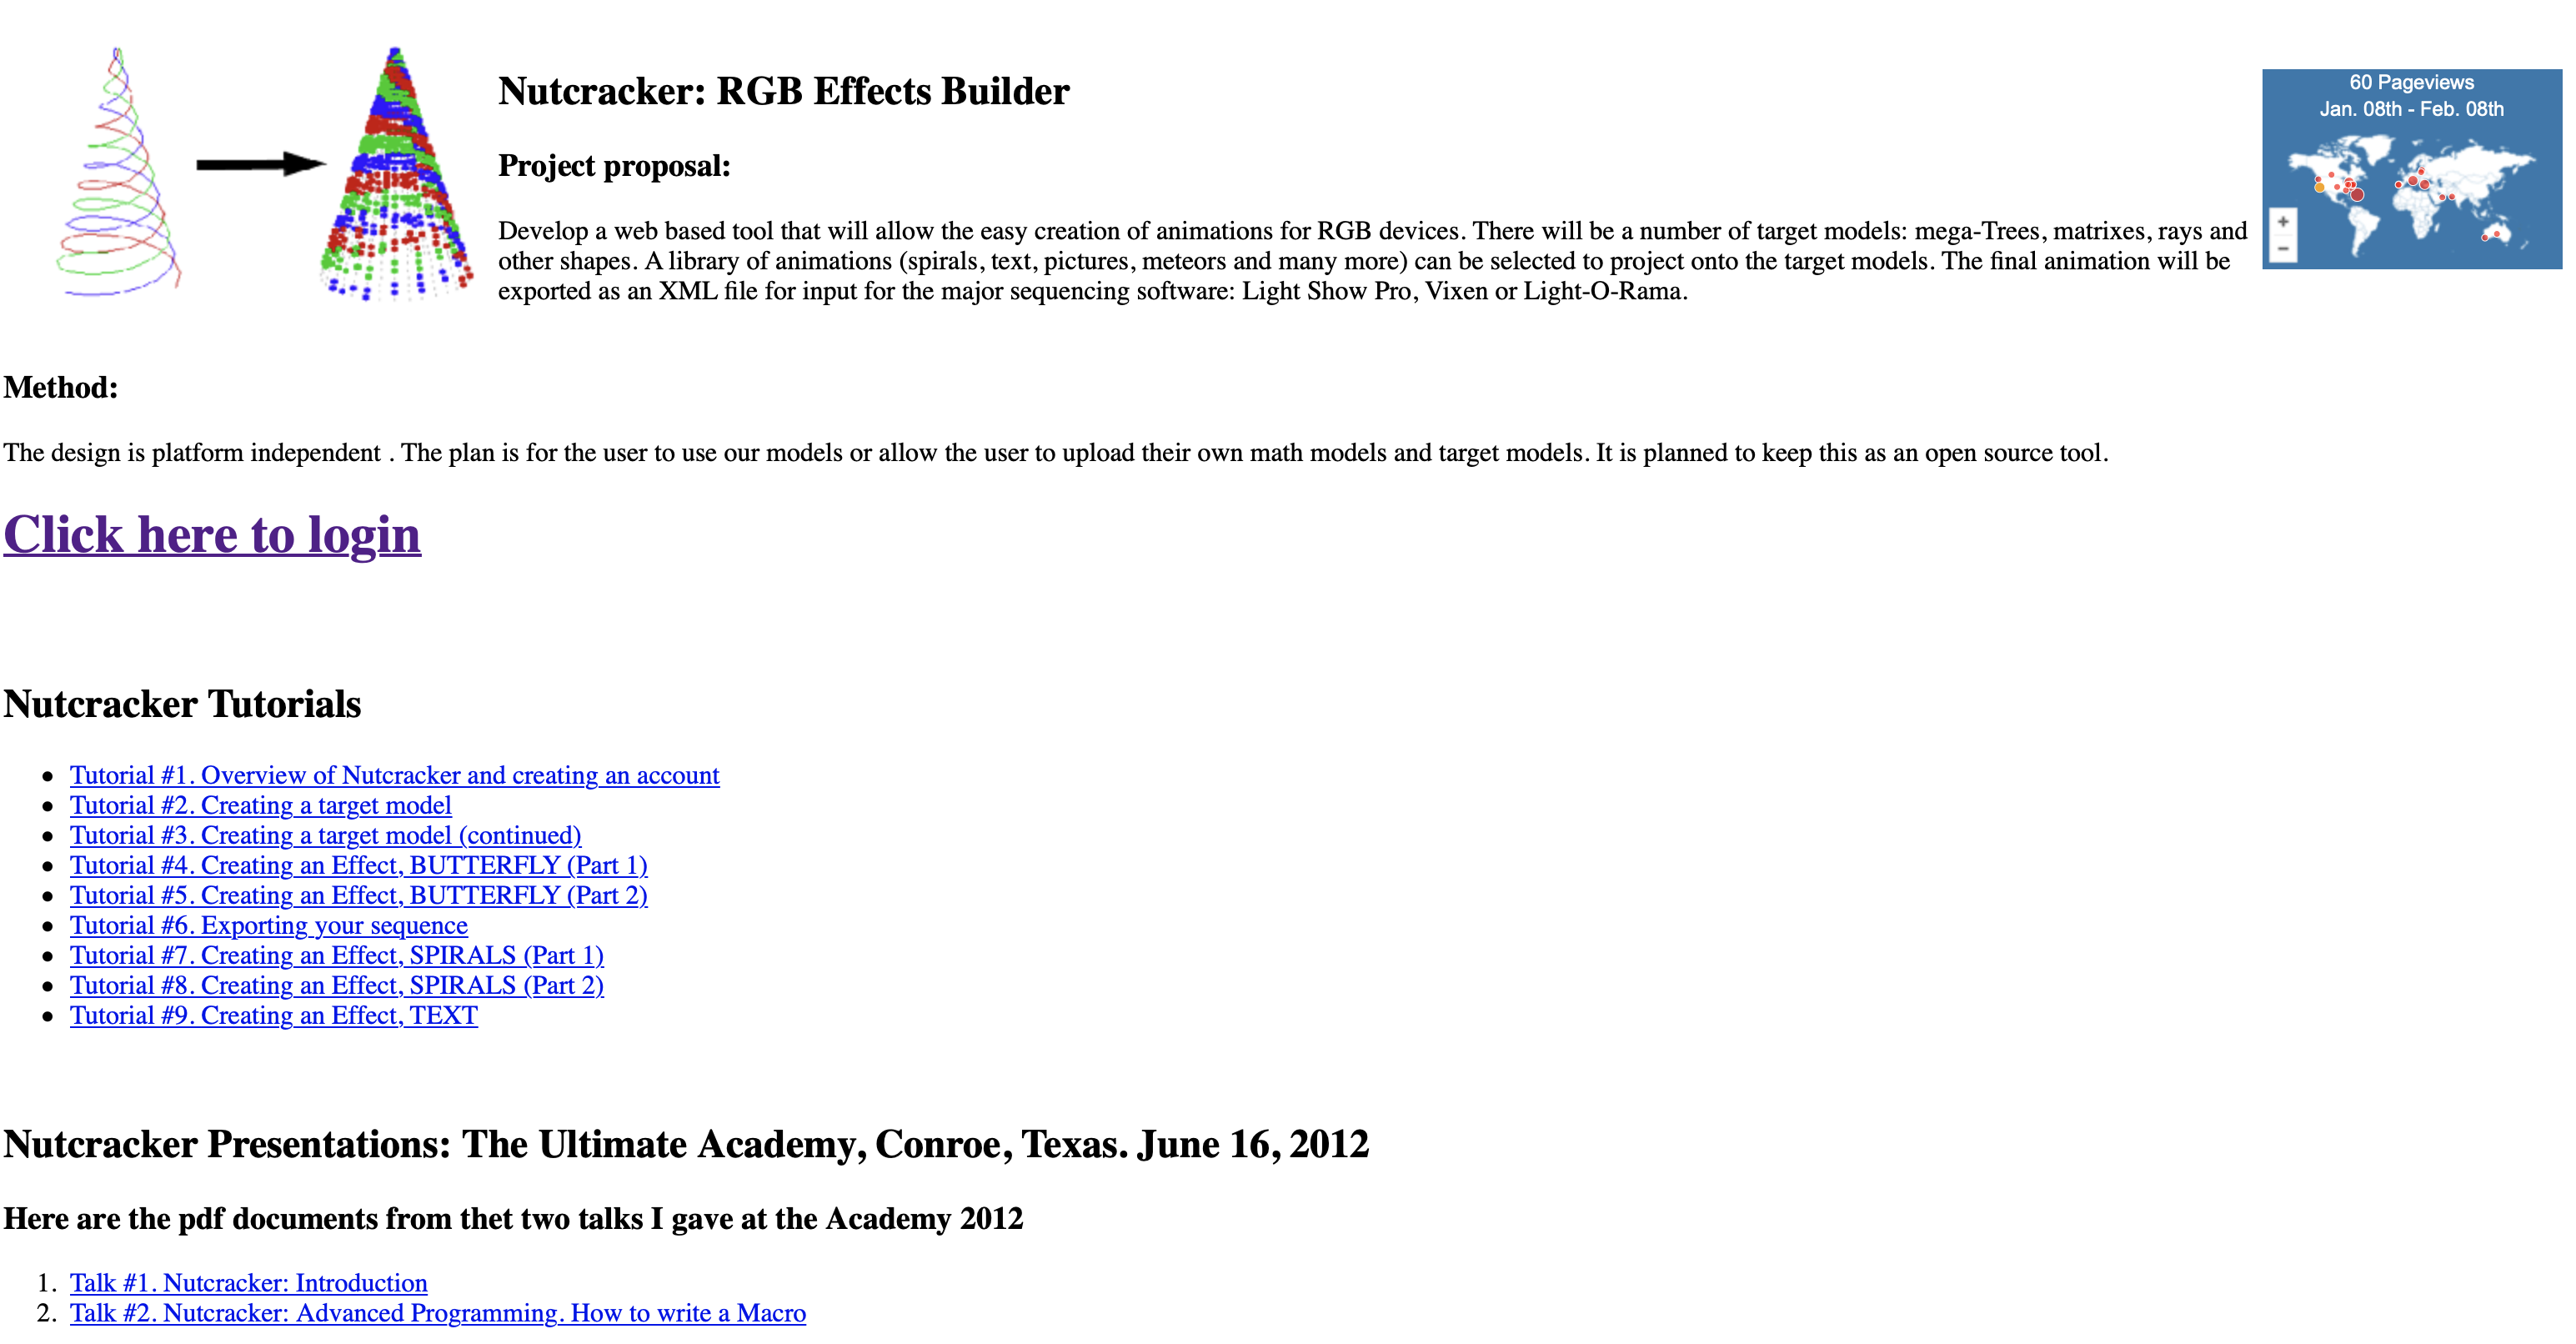 Nutcracker: RGB Effects Builder
Project proposal:
Develop a web based tool that will allow the easy creation of animations for RGB devices. There will be a number of target models: mega-Trees, matrixes, rays and
other shapes. A library of animations (spirals, text, pictures, meteors and many more) can be selected to project onto the target models. The final animation will be
exported as an XML file for input for the major sequencing software: Light Show Pro, Vixen or Light-O-Rama.
60 Pageviews
Jan. 08th - Feb. 08th
+
−
Method:
The design is platform independent . The plan is for the user to use our models or allow the user to upload their own math models and target models. It is planned to keep this as an open source tool.
Click here to login
Nutcracker Tutorials
• Tutorial #1. Overview of Nutcracker and creating an account
• Tutorial #2. Creating a target model
• Tutorial #3. Creating a target model (continued)
• Tutorial #4. Creating an Effect, BUTTERFLY (Part 1)
• Tutorial #5. Creating an Effect, BUTTERFLY (Part 2)
• Tutorial #6. Exporting your sequence
• Tutorial #7. Creating an Effect, SPIRALS (Part 1)
• Tutorial #8. Creating an Effect, SPIRALS (Part 2)
• Tutorial #9. Creating an Effect, TEXT
Nutcracker Presentations: The Ultimate Academy, Conroe, Texas. June 16, 2012
Here are the pdf documents from thet two talks I gave at the Academy 2012
1. Talk #1. Nutcracker: Introduction
2. Talk #2. Nutcracker: Advanced Programming. How to write a Macro